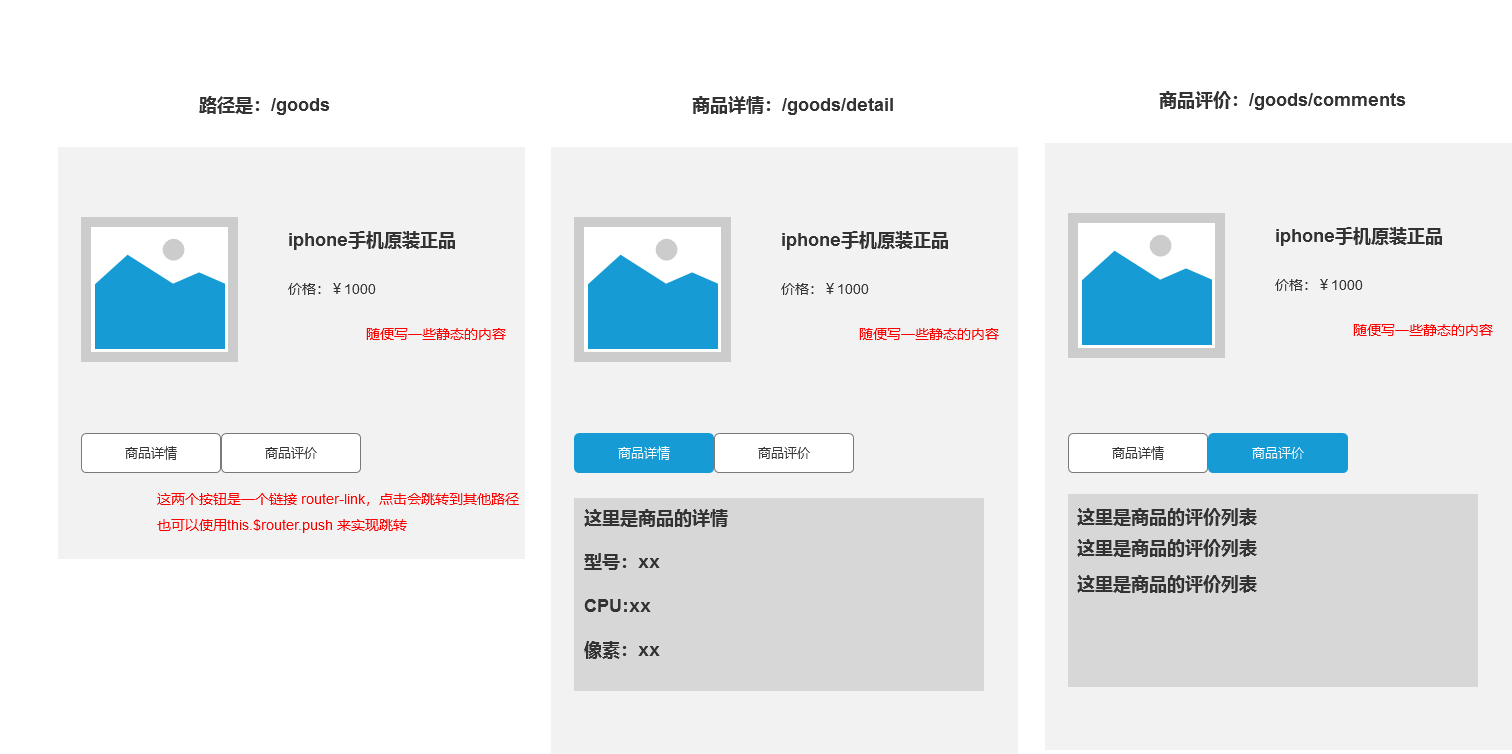 路径是：/goods
iphone手机原装正品
价格：￥1000
随便写一些静态的内容
商品详情
商品评价
这两个按钮是一个链接 router-link，点击会跳转到其他路径
也可以使用this.$router.push 来实现跳转
商品详情：/goods/detail
iphone手机原装正品
价格：￥1000
随便写一些静态的内容
商品详情
商品评价
这里是商品的详情
型号：xx
CPU:xx
像素：xx
商品评价：/goods/comments
iphone手机原装正品
价格：￥1000
随便写一些静态的内容
商品详情
商品评价
这里是商品的评价列表
这里是商品的评价列表
这里是商品的评价列表